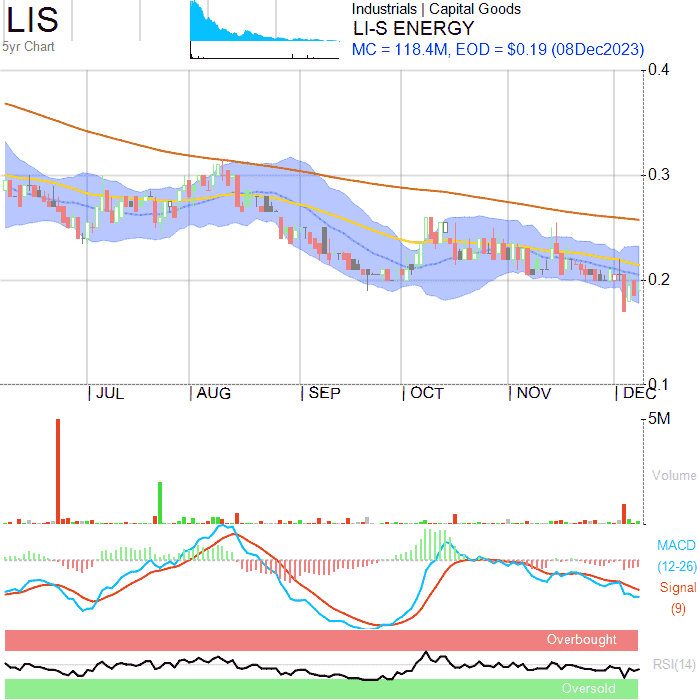 LIS
5yr Chart
Industrials | Capital Goods
LI-S ENERGY
MC = 118.4M, EOD = $0.19 (08Dec2023)
0.4
0.3
0.2
0.1
JUL AUG SEP OCT NOV DEC
5M
Volume
MACD
(12-26)
Signal
(9)
Overbought
RSI(14)
Oversold